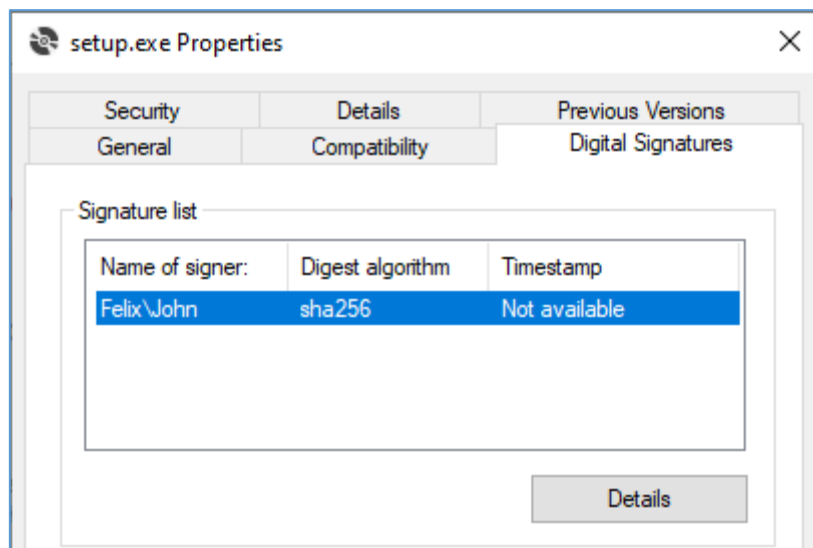 setup.exe Properties
Security Details Previous Versions
General Compatibility Digital Signatures
Signature list
Name of signer: Digest algorithm Timestamp
Felix\John sha256 Not available
Details